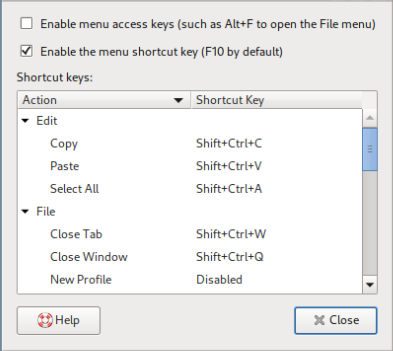 Enable menu access keys (such as Alt+F to open the File menu)
Enable the menu shortcut key (F10 by default)
Shortcut keys:
Action Shortcut Key
Edit
Copy Shift+Ctrl+C
Paste Shift+Ctrl+V
Select All Shift+Ctrl+A
File
Close Tab Shift+Ctrl+W
Close Window Shift+Ctrl+Q
New Profile Disabled
Help Close